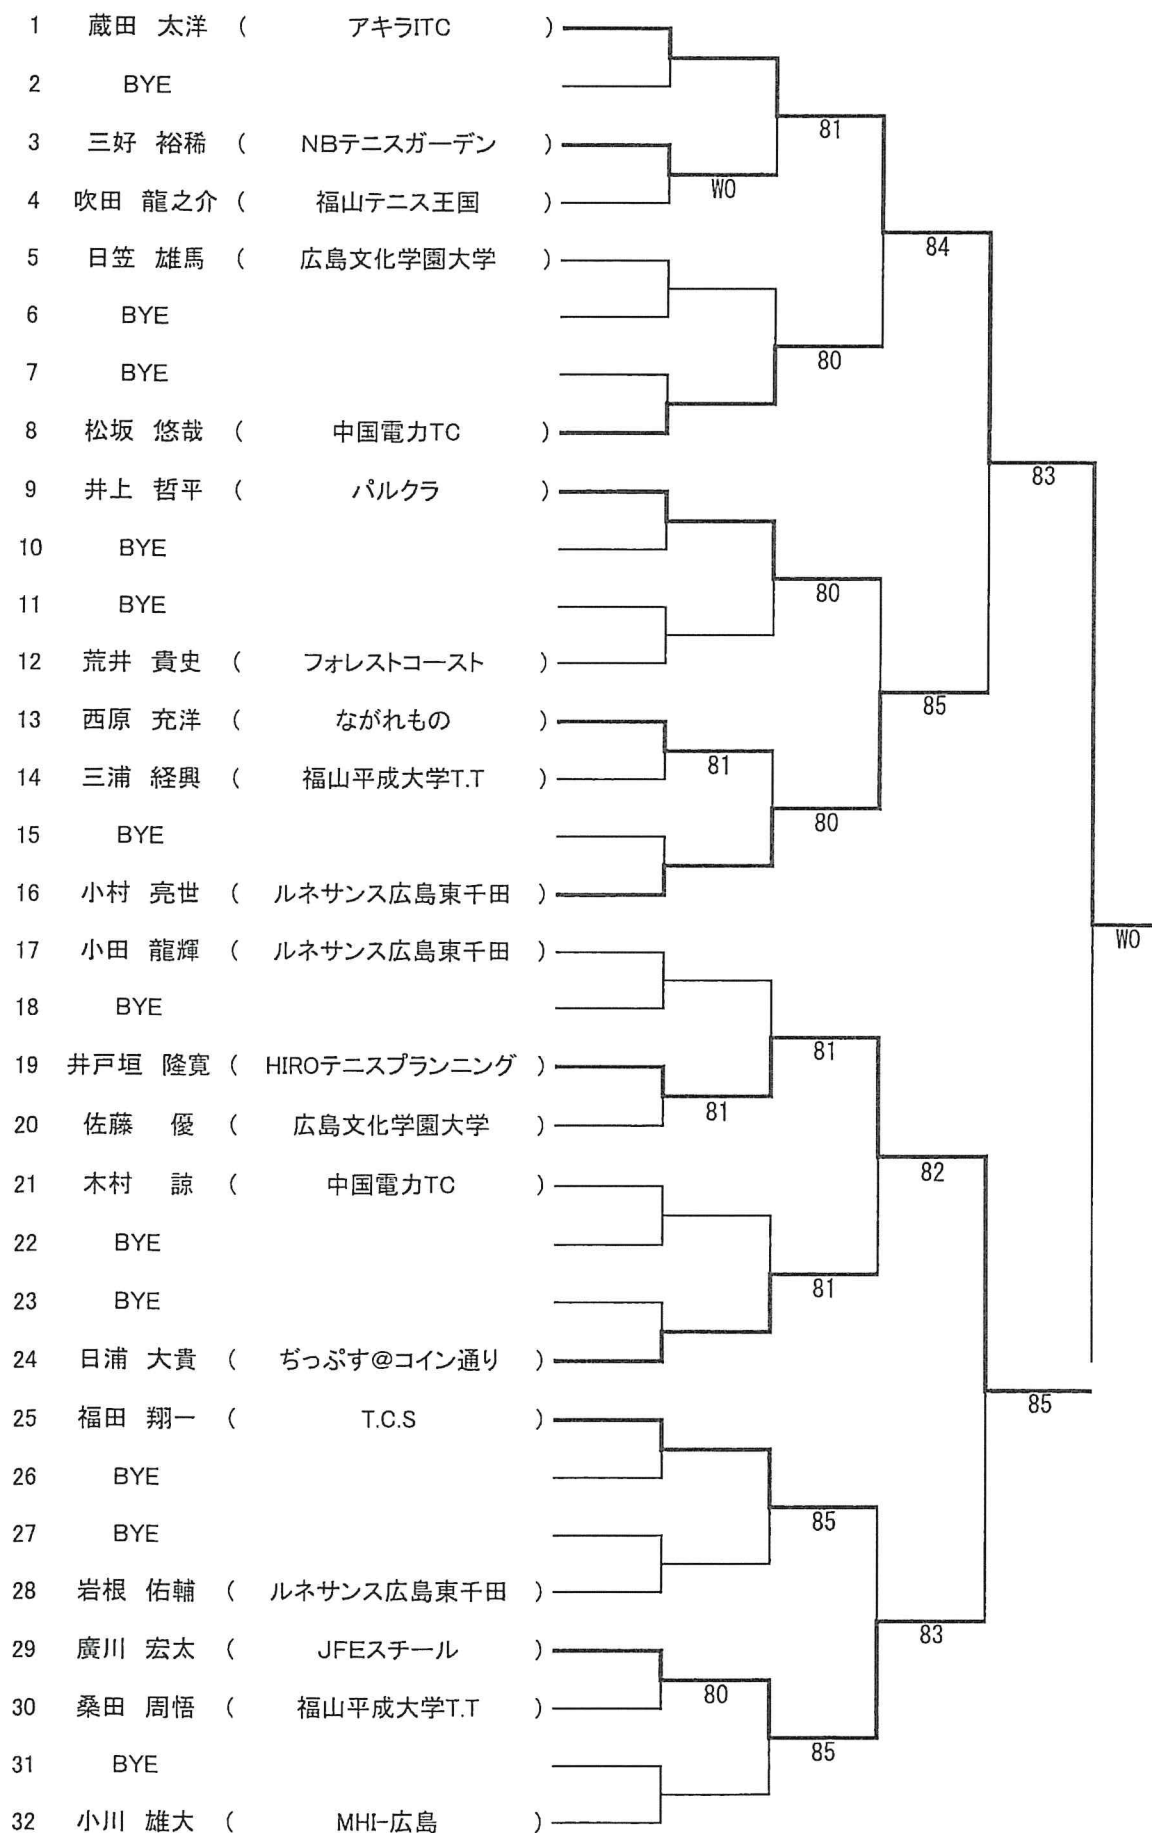 1 蔵田 太洋 ( アキラITC )
2 BYE
81
3 三好 裕稀 ( NBテニスガーデン )
WO
4 吹田 龍之介 ( 福山テニス王国 )
84
5 日笠 雄馬 ( 広島文化学園大学 )
6 BYE
80
7 BYE
8 松坂 悠哉 ( 中国電力TC )
83
9 井上 哲平 ( パルクラ )
10 BYE
80
11 BYE
12 荒井 貴史 ( フォレストコースト )
85
13 西原 充洋 ( ながれもの )
81
14 三浦 経興 ( 福山平成大学T.T )
80
15 BYE
16 小村 亮世 ( ルネサンス広島東千田 )
WO
17 小田 龍輝 ( ルネサンス広島東千田 )
18 BYE
81
19 井戸垣 隆寛 ( HIROテニスプランニング )
81
20 佐藤 優 ( 広島文化学園大学 )
82
21 木村 諒 ( 中国電力TC )
22 BYE
81
23 BYE
24 日浦 大貴 ( ぢっぷす@コイン通り )
85
25 福田 翔一 ( T.C.S )
26 BYE
85
27 BYE
28 岩根 佑輔 ( ルネサンス広島東千田 )
83
29 廣川 宏太 ( JFEスチール )
80
30 桑田 周悟 ( 福山平成大学T.T )
85
31 BYE
32 小川 雄大 ( MHI-広島 )